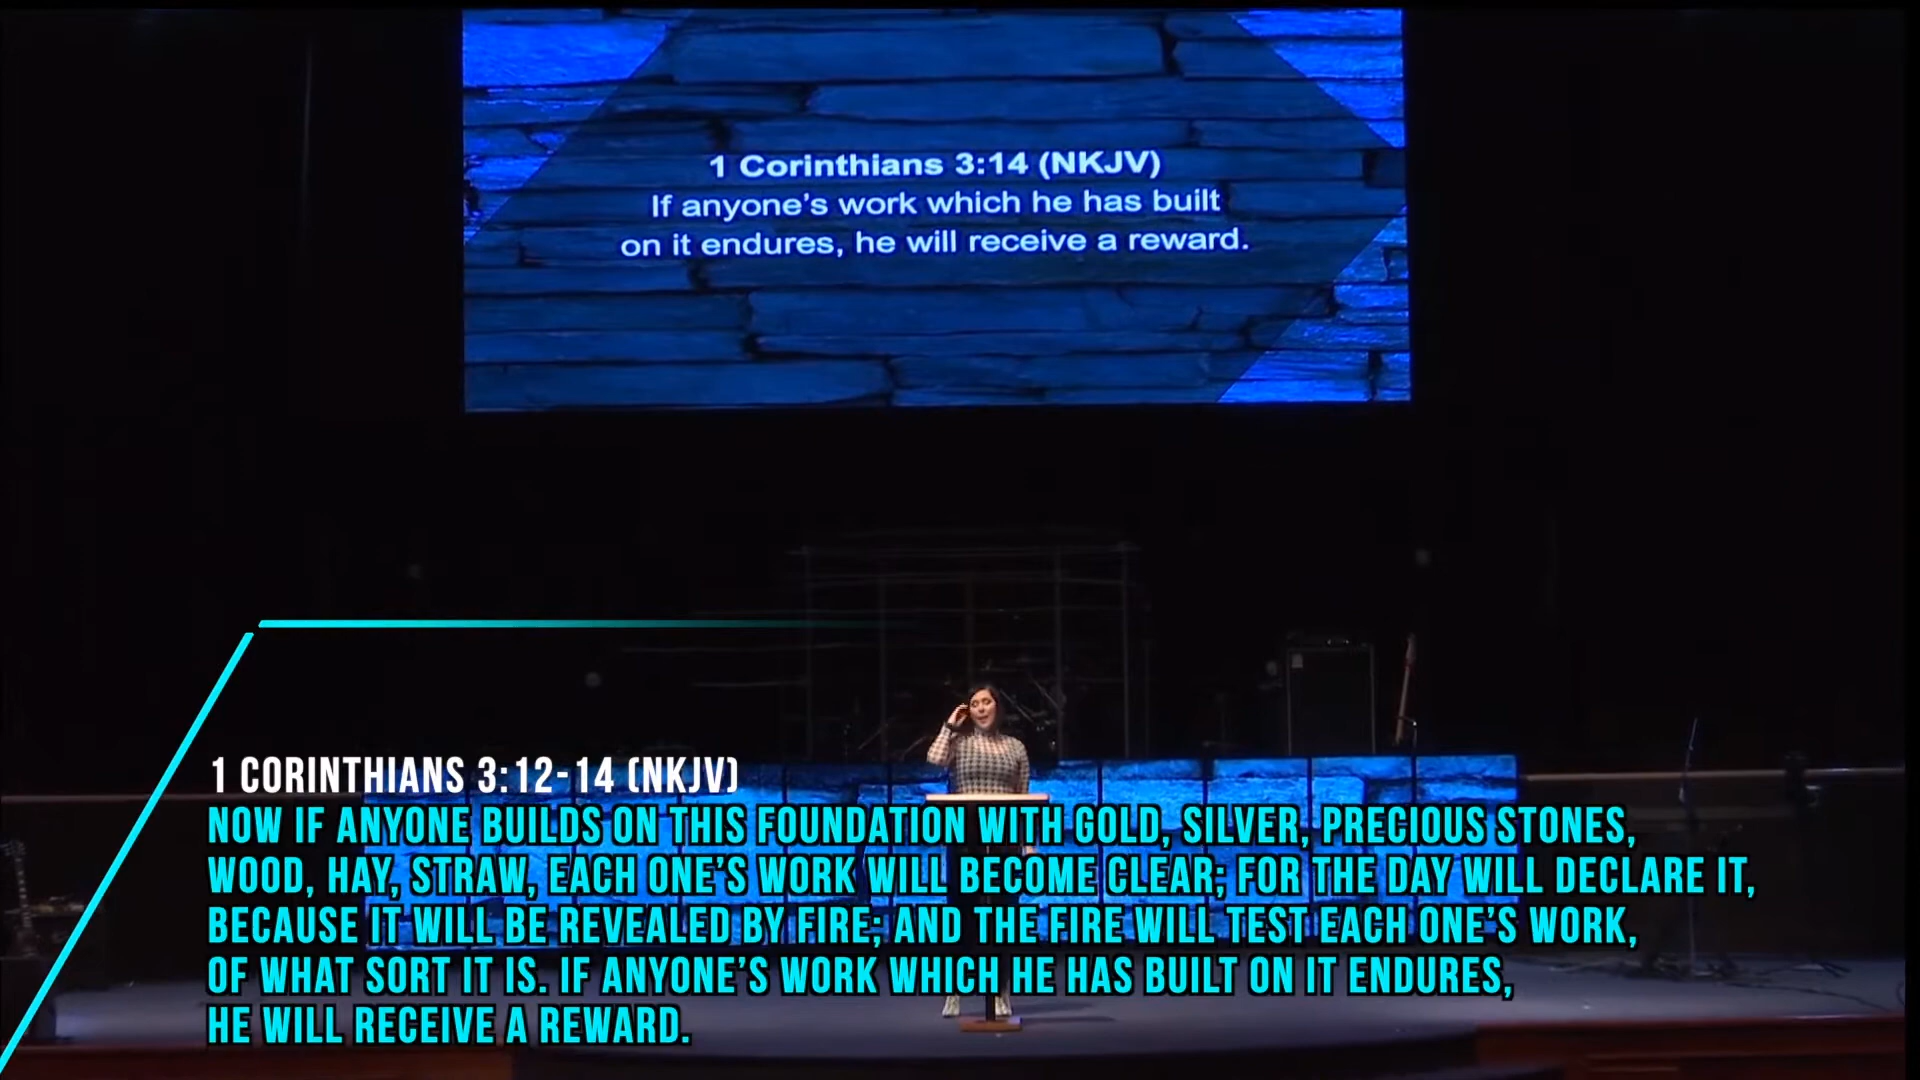 1 Corinthians 3:14 (NKJV)
If anyone's work which he has built
on it endures, he will receive a reward.
1 CORINTHIANS 3:12-14 (NKJV)
NOW IF ANYONE BUILDS ON THIS FOUNDATION WITH GOLD, SILVER, PRECIOUS STONES,
WOOD, HAY, STRAW, EACH ONE'S WORK WILL BECOME CLEAR; FOR THE DAY WILL DECLARE IT,
BECAUSE IT WILL BE REVEALED BY FIRE; AND THE FIRE WILL TEST EACH ONE'S WORK,
OF WHAT SORT IT IS. IF ANYONE'S WORK WHICH HE HAS BUILT ON IT ENDURES,
HE WILL RECEIVE A REWARD.